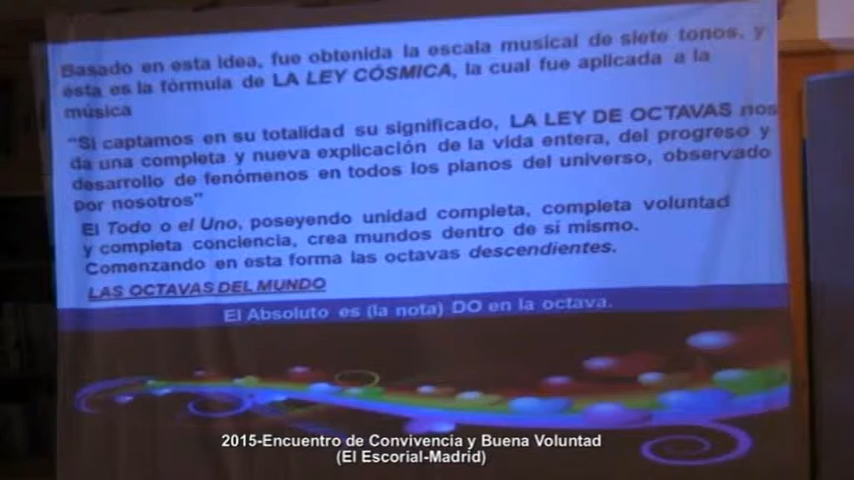 Basado en esta idea, fue obtenida la escala musical de siete tonos, y
ésta es la fórmula de LA LEY CÓSMICA, la cual fue aplicada a la
música
"Si captamos en su totalidad su significado, LA LEY DE OCTAVAS nos
da una completa y nueva explicación de la vida entera, del progreso y
desarrollo de fenómenos en todos los planos del universo, observado
por nosotros"
El Todo o el Uno, poseyendo unidad completa, completa voluntad
y completa conciencia, crea mundos dentro de sí mismo.
Comenzando en esta forma las octavas descendientes.
LAS OCTAVAS DEL MUNDO
El Absoluto es (la nota) DO en la octava.
2015-Encuentro de Convivencia y Buena Voluntad
(El Escorial-Madrid)